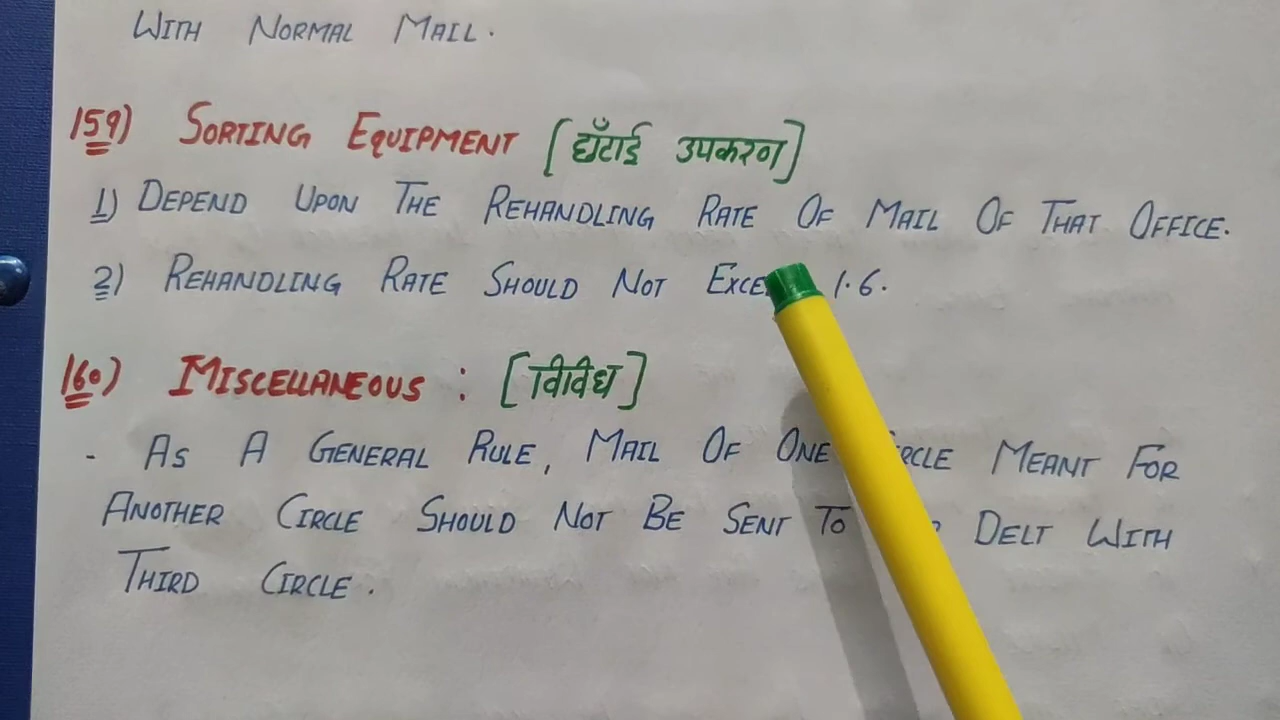 WITH NORMAL MAIL.
159) SORTING EQUIPMENT [छँटाई उपकरण]
1) DEPEND UPON THE REHANDLING RATE OF MAIL OF THAT OFFICE.
2) REHANDLING RATE SHOULD NOT 1.6.
160) MISCELLANEOUS : [विविध]
- AS A GENERAL RULE, MAIL OF ONE MEANT FOR
ANOTHER CIRCLE SHOULD NOT BE SENT TO DELT WITH
THIRD CIRCLE.